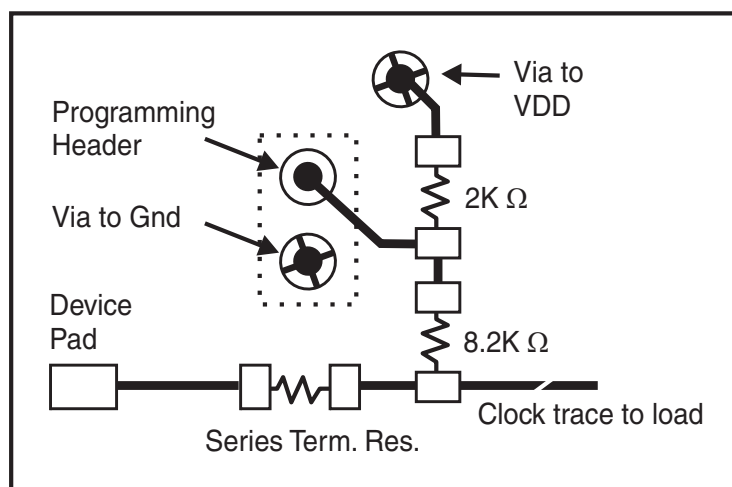 Via to
VDD
Programming
Header
2K Ω
Via to Gnd
Device
Pad
8.2K Ω
Clock trace to load
Series Term. Res.